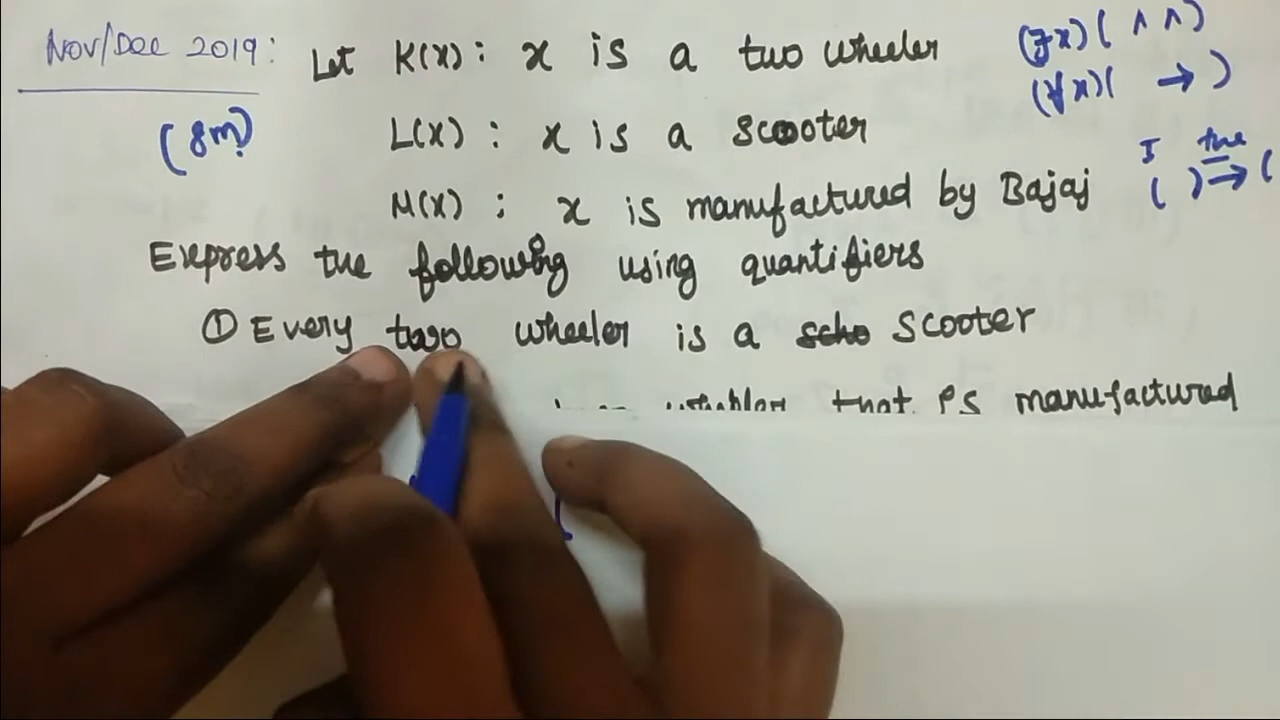 Nov/Dec 2019:
(8m)
Let K(x): x is a two wheeler
L(x): x is a scooter
M(x): x is manufactured by Bajaj
(∃x)( ∧ ∧ )
(∀x)( → )
I the
( )→(
Express the following using quantifiers
① Every two wheeler is a scho scooter
that is manufactured